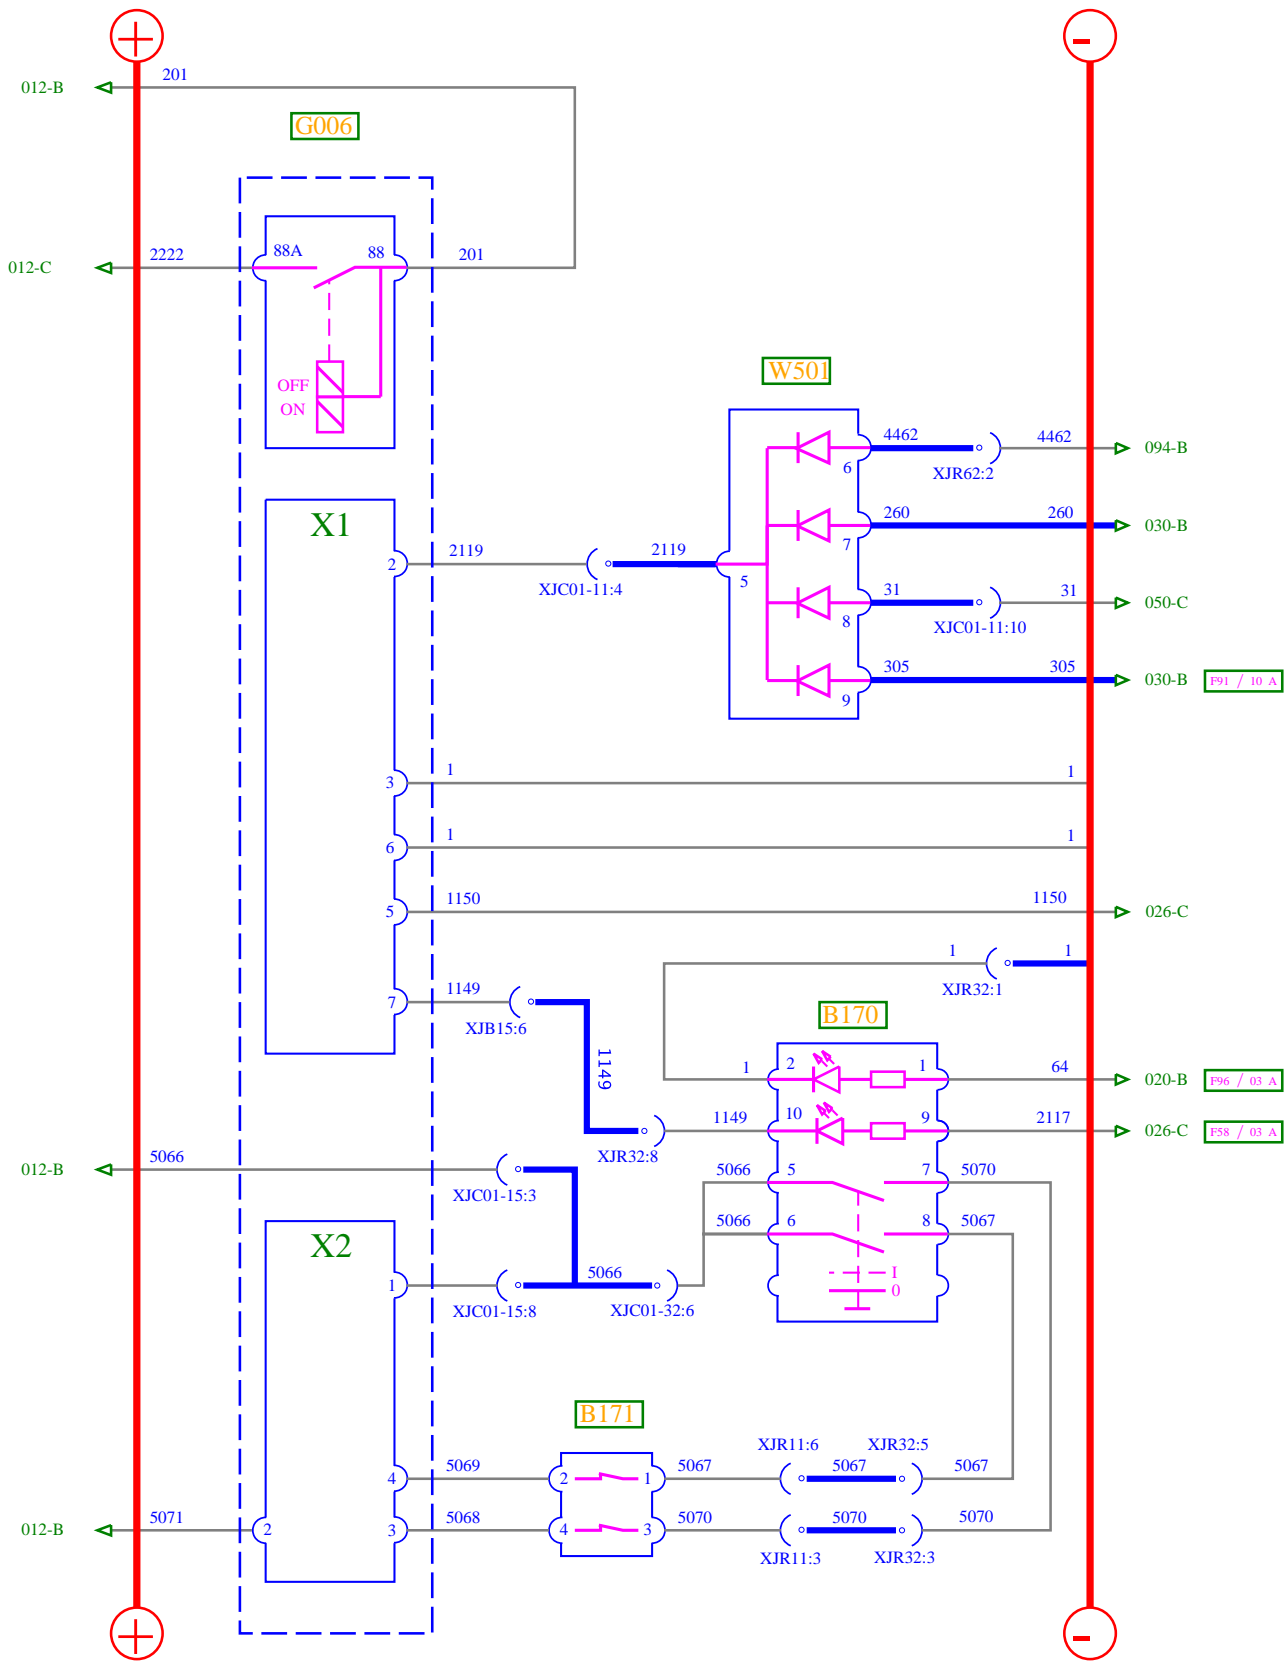 201
012-B
G006
2222
88A
88
201
012-C
OFF
ON
W501
4462
4462
094-B
6
XJR62:2
X1
260
260
030-B
7
2
2119
2119
XJC01-11:4
5
31
31
050-C
8
XJC01-11:10
305
305
030-B
F91 / 10 A
9
3
1
1
6
1
1
5
1150
1150
026-C
1
1
XJR32:1
7
1149
XJB15:6
B170
1149
1
2
1
64
020-B
F96 / 03 A
1149
10
9
2117
026-C
F58 / 03 A
XJR32:8
012-B
5066
XJC01-15:3
5066
5
7
5070
5066
6
8
5067
X2
I
0
1
5066
XJC01-15:8
XJC01-32:6
B171
XJR11:6
XJR32:5
4
5069
2
1
5067
5067
5067
012-B
5071
2
3
5068
4
3
5070
5070
5070
XJR11:3
XJR32:3